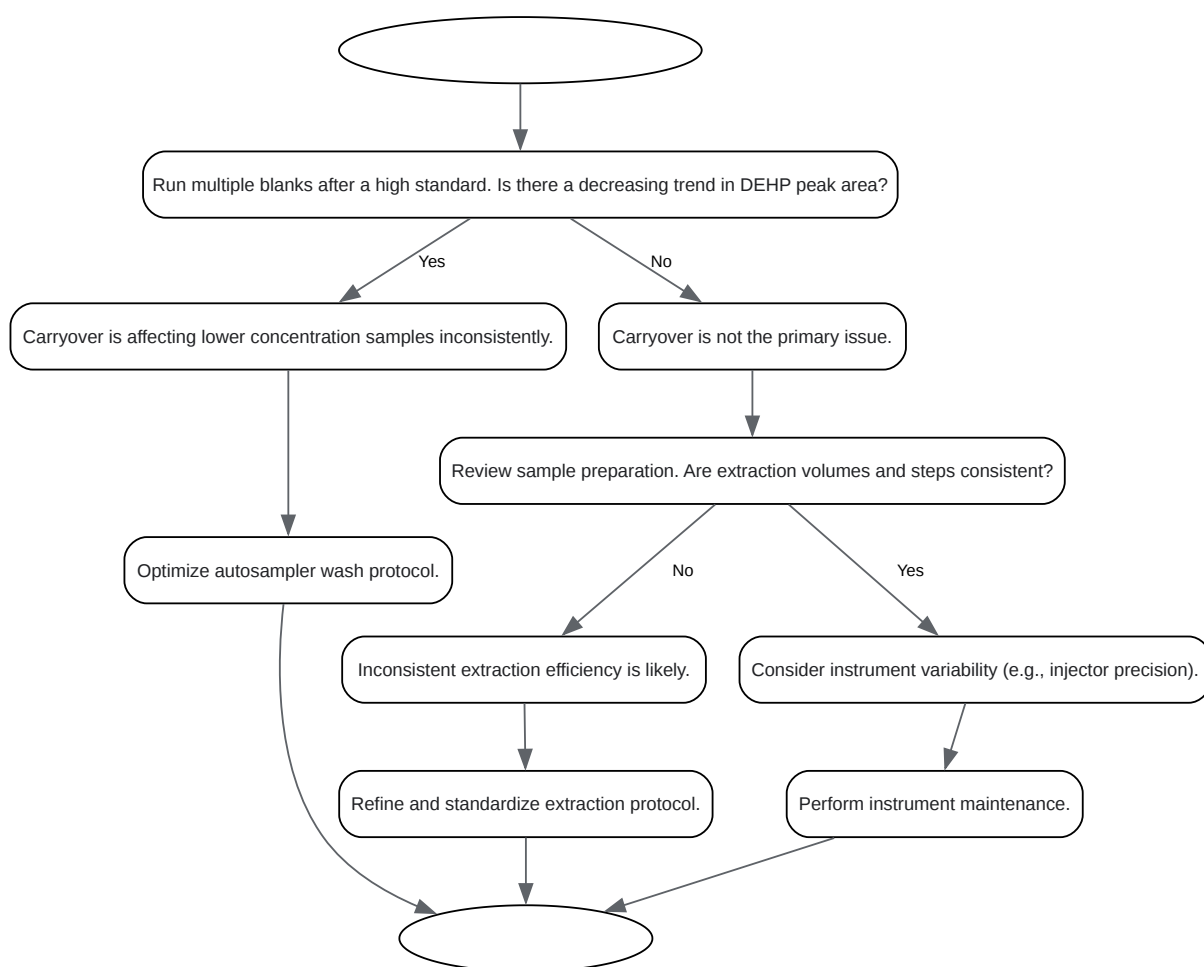 Run multiple blanks after a high standard. Is there a decreasing trend in DEHP peak area?
Yes
No
Carryover is affecting lower concentration samples inconsistently.
Carryover is not the primary issue.
Review sample preparation. Are extraction volumes and steps consistent?
Optimize autosampler wash protocol.
No
Yes
Inconsistent extraction efficiency is likely.
Consider instrument variability (e.g., injector precision).
Refine and standardize extraction protocol.
Perform instrument maintenance.